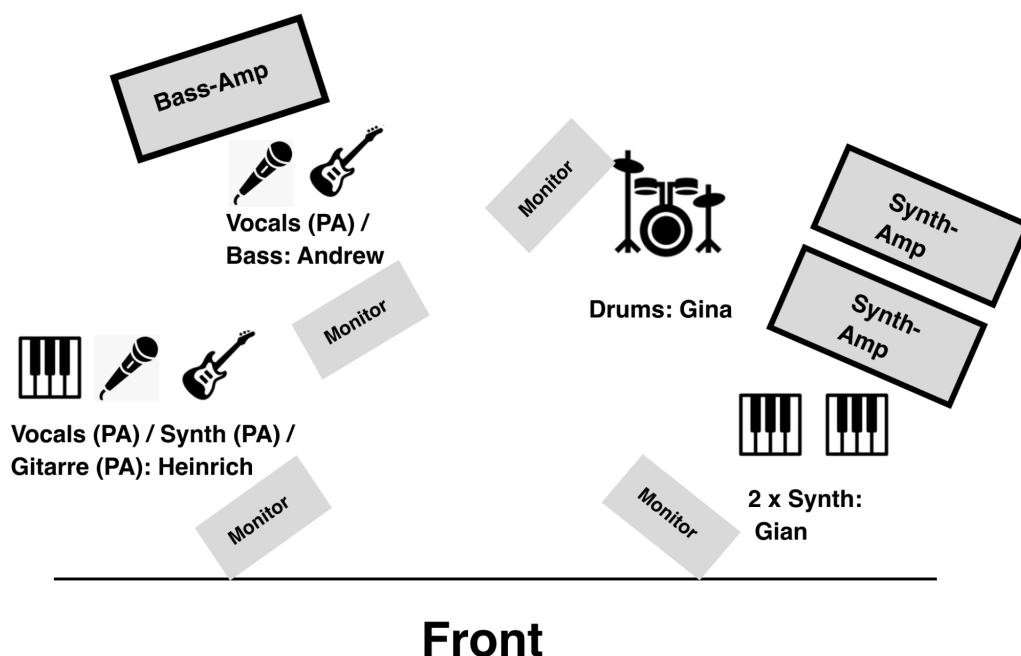 Bass-Amp
Vocals (PA) /
Bass: Andrew
Monitor
Drums: Gina
Synth-
Amp
Synth-
Amp
Monitor
Vocals (PA) / Synth (PA) /
Gitarre (PA): Heinrich
Monitor
Monitor
2 x Synth:
Gian
Front